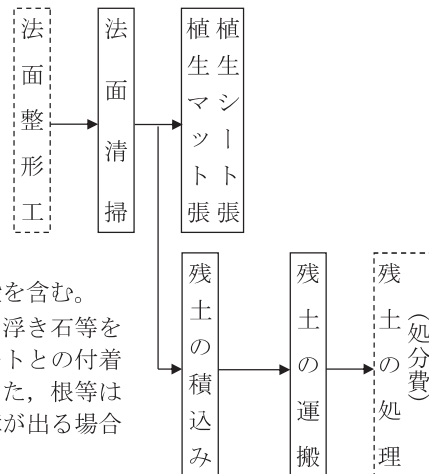 法面整形工
法面清掃
植生シート張
植生マット張
残土の積込み
残土の運搬
残土の処理
(処分費)
を含む。
浮き石等を
ートとの付着
た，根等は
が出る場合